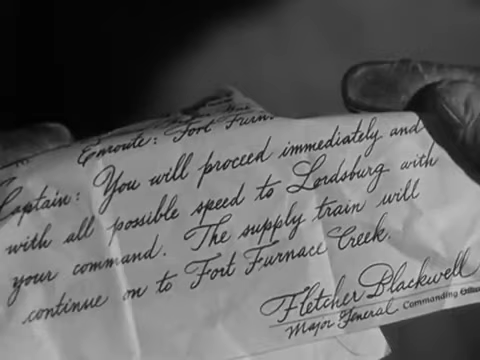 Enroute: Fort Furn
Captain: You will proceed immediately and
with all possible speed to Lordsburg with
your command. The supply train will
continue on to Fort Furnace Creek.
Fletcher Blackwell
Major General Commanding